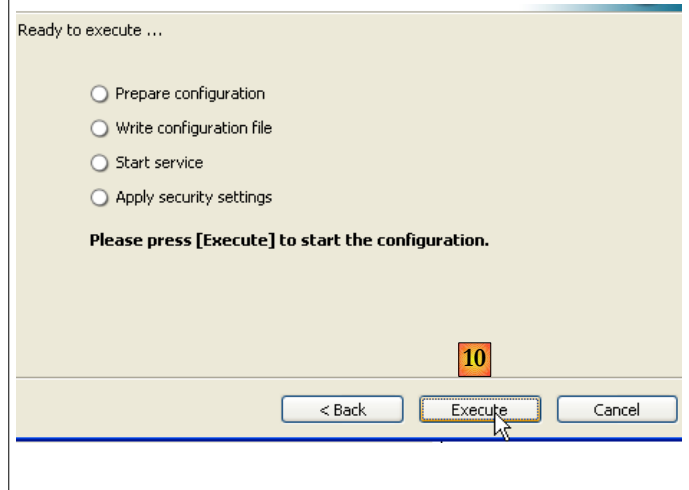 Ready to execute ...
Prepare configuration
Write configuration file
Start service
Apply security settings
Please press [Execute] to start the configuration.
10
< Back Execute Cancel